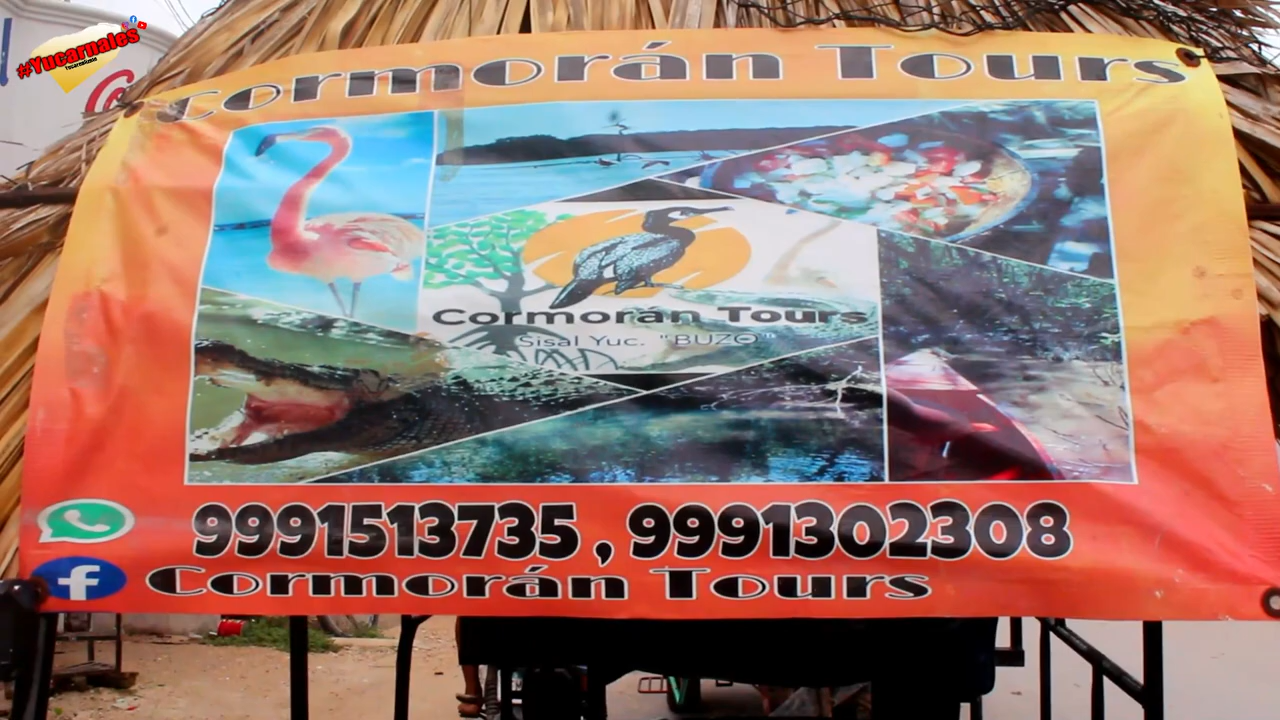 #Yucarnales
Cormorán Tours
Cormorán Tours
Sisal Yuc. "BUZO"
9991513735 , 9991302308
Cormorán Tours